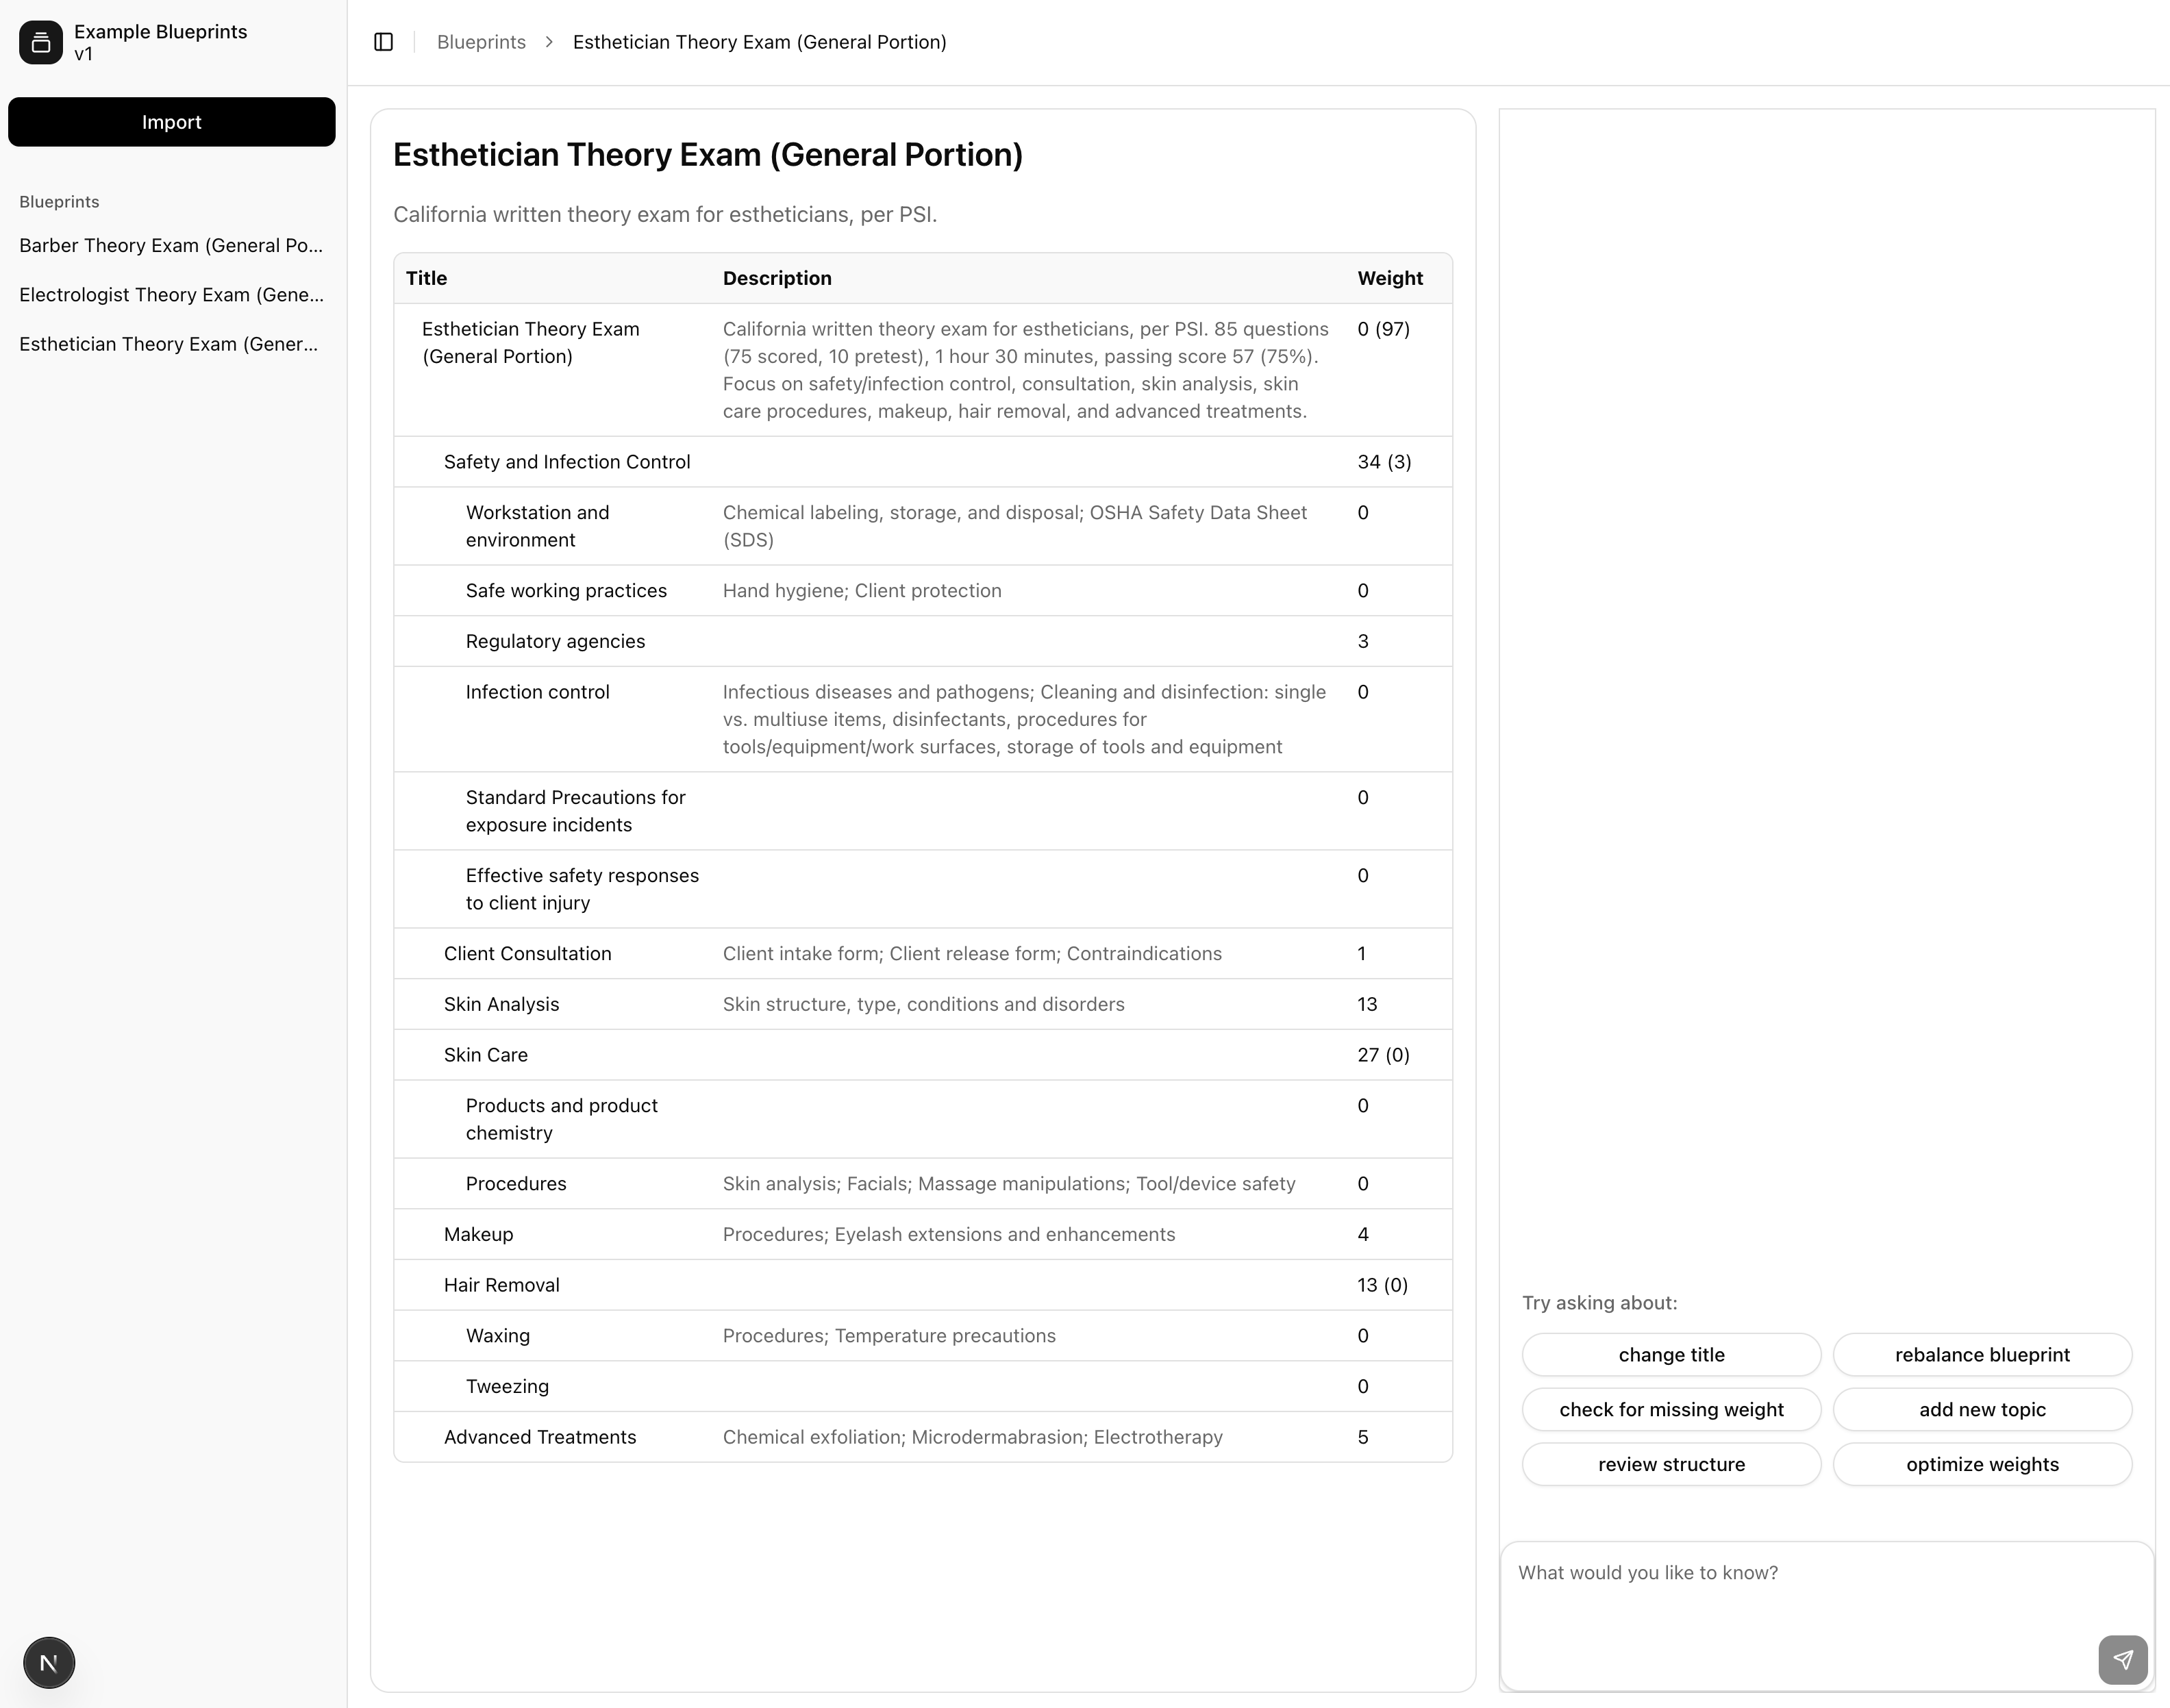 Example Blueprints
v1
Import
Blueprints
Barber Theory Exam (General Po...
Electrologist Theory Exam (Gene...
Esthetician Theory Exam (Gener...
N
Blueprints > Esthetician Theory Exam (General Portion)
Esthetician Theory Exam (General Portion)
California written theory exam for estheticians, per PSI.
Title Description Weight
Esthetician Theory Exam California written theory exam for estheticians, per PSI. 85 questions 0 (97)
(General Portion) (75 scored, 10 pretest), 1 hour 30 minutes, passing score 57 (75%).
Focus on safety/infection control, consultation, skin analysis, skin
care procedures, makeup, hair removal, and advanced treatments.
Safety and Infection Control 34 (3)
Workstation and Chemical labeling, storage, and disposal; OSHA Safety Data Sheet 0
environment (SDS)
Safe working practices Hand hygiene; Client protection 0
Regulatory agencies 3
Infection control Infectious diseases and pathogens; Cleaning and disinfection: single 0
vs. multiuse items, disinfectants, procedures for
tools/equipment/work surfaces, storage of tools and equipment
Standard Precautions for 0
exposure incidents
Effective safety responses 0
to client injury
Client Consultation Client intake form; Client release form; Contraindications 1
Skin Analysis Skin structure, type, conditions and disorders 13
Skin Care 27 (0)
Products and product 0
chemistry
Procedures Skin analysis; Facials; Massage manipulations; Tool/device safety 0
Makeup Procedures; Eyelash extensions and enhancements 4
Hair Removal 13 (0)
Waxing Procedures; Temperature precautions 0
Tweezing 0
Advanced Treatments Chemical exfoliation; Microdermabrasion; Electrotherapy 5
Try asking about:
change title rebalance blueprint
check for missing weight add new topic
review structure optimize weights
What would you like to know?